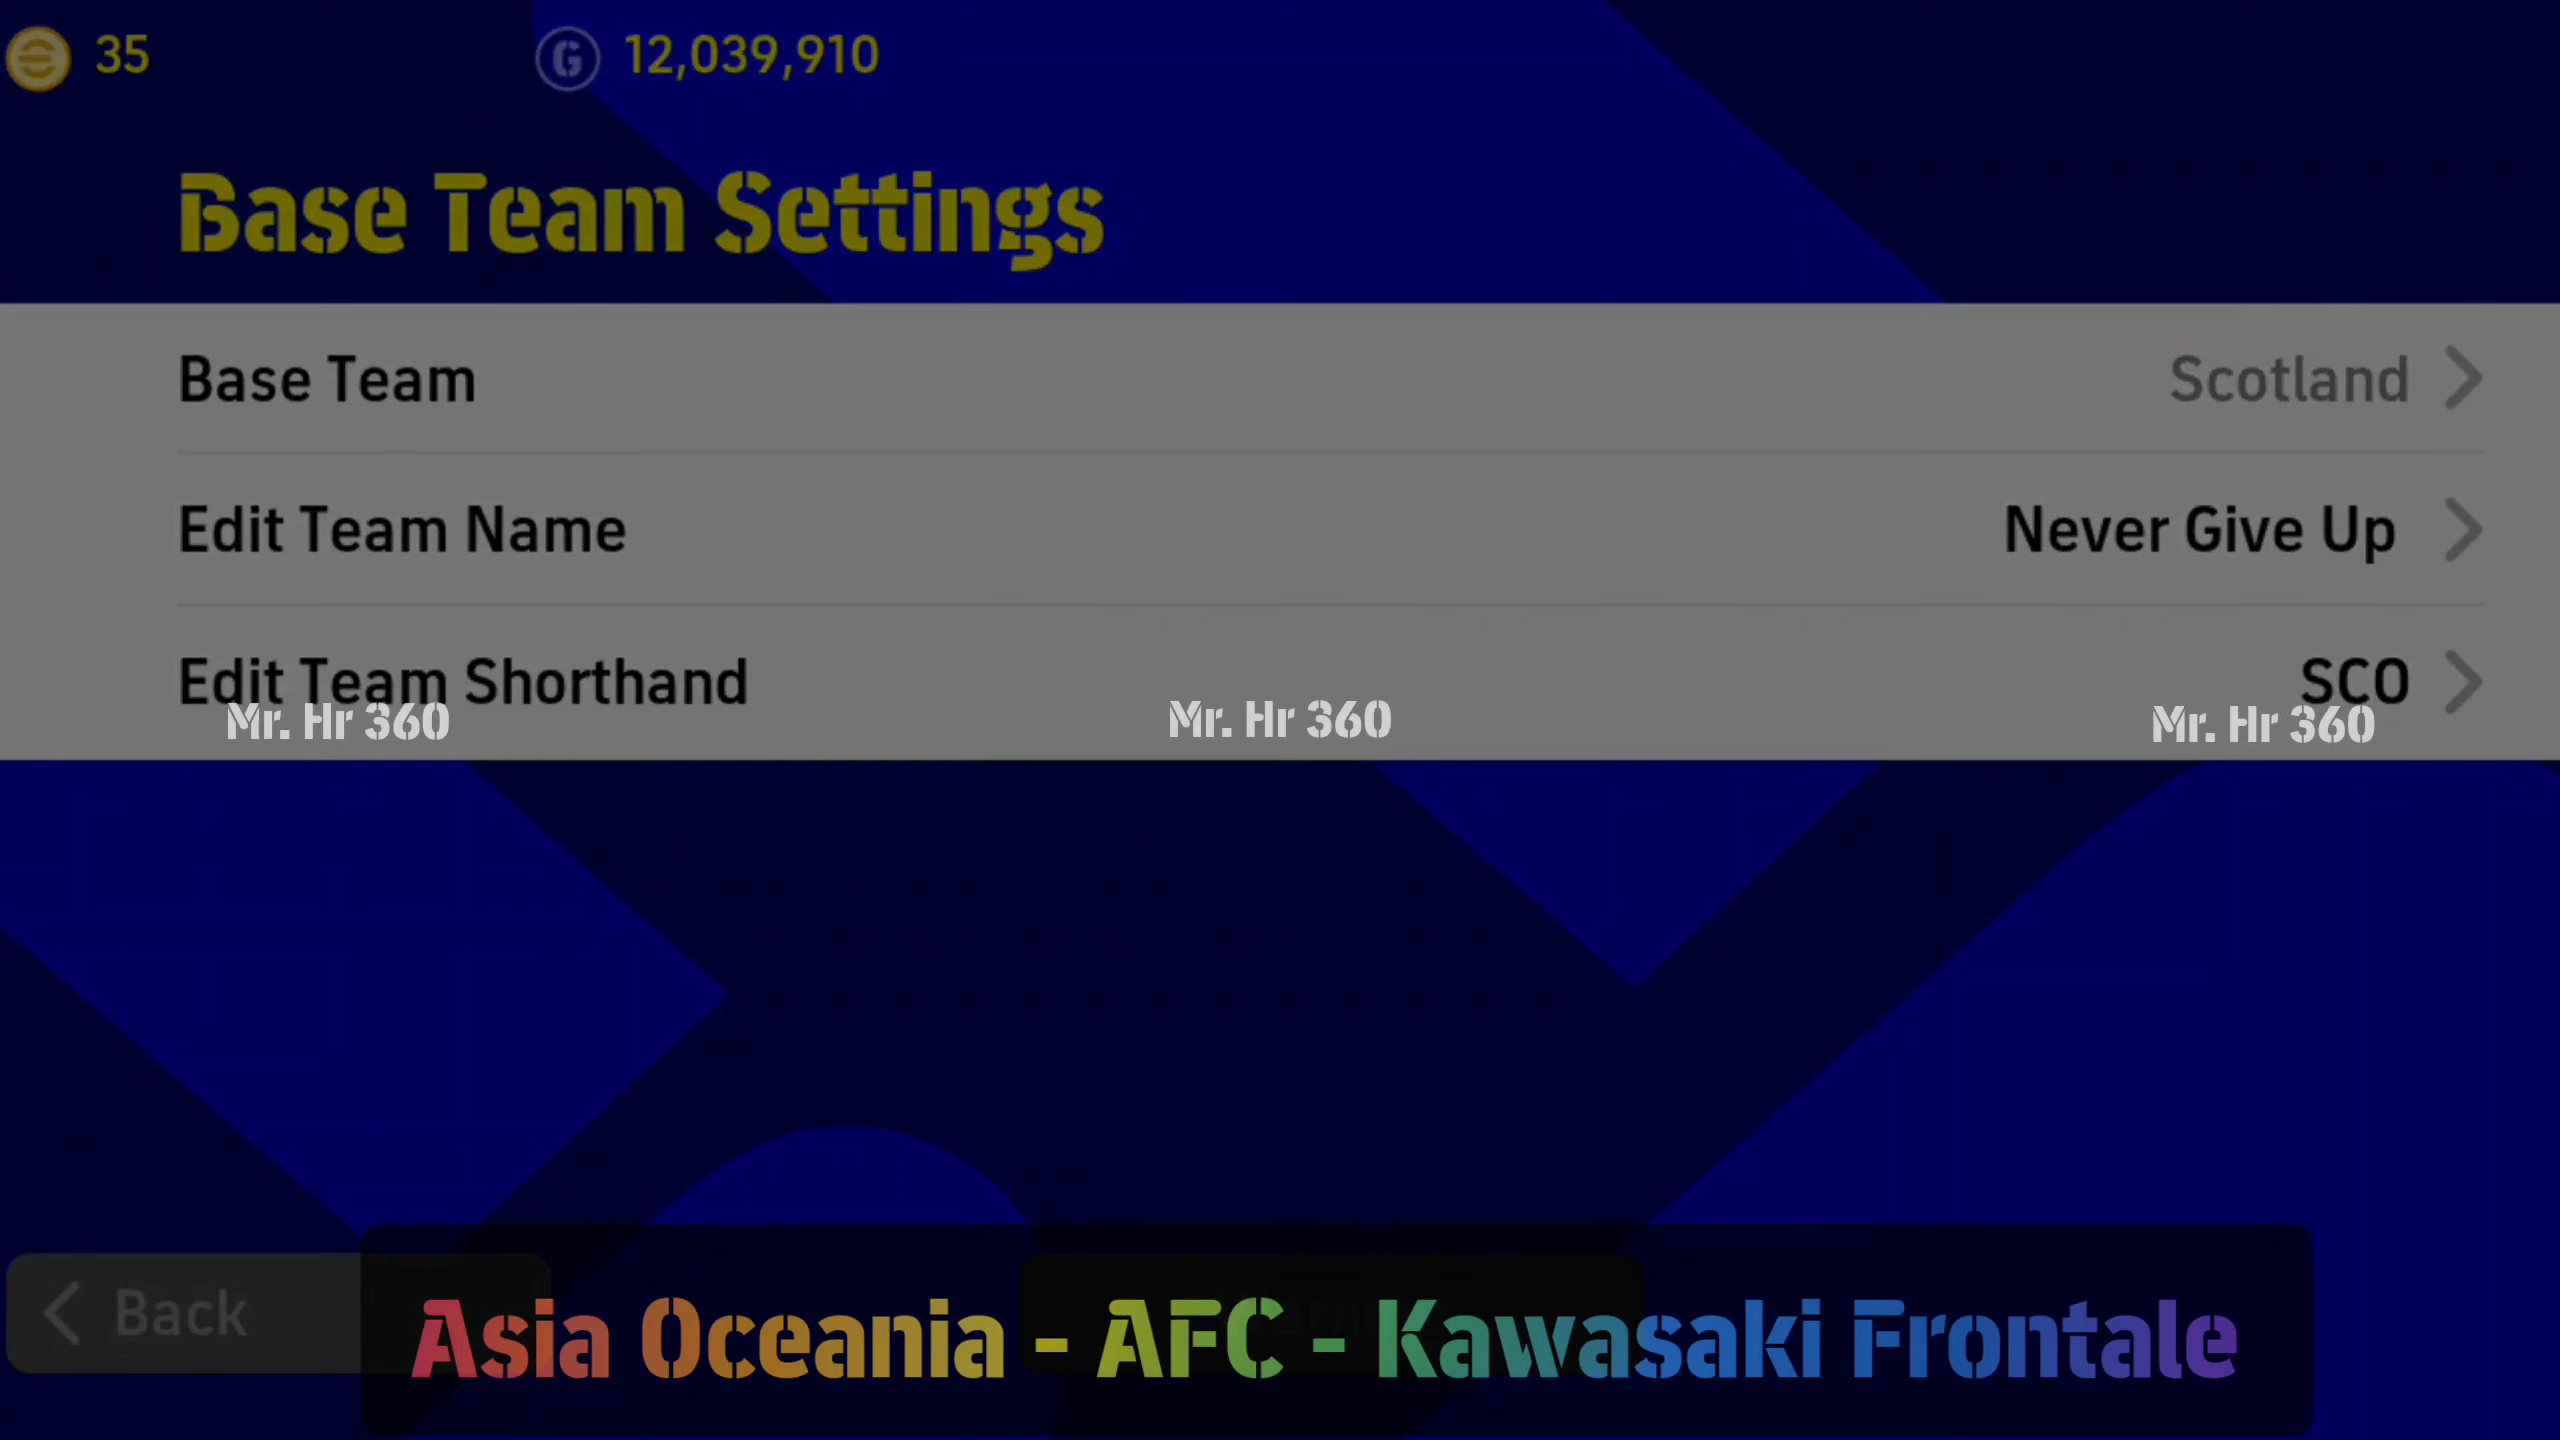 35
G 12,039,910
Base Team Settings
Base Team Scotland
Edit Team Name Never Give Up
Edit Team Shorthand SCO
Mr. Hr 360 Mr. Hr 360 Mr. Hr 360
Back
Asia Oceania - AFC - Kawasaki Frontale